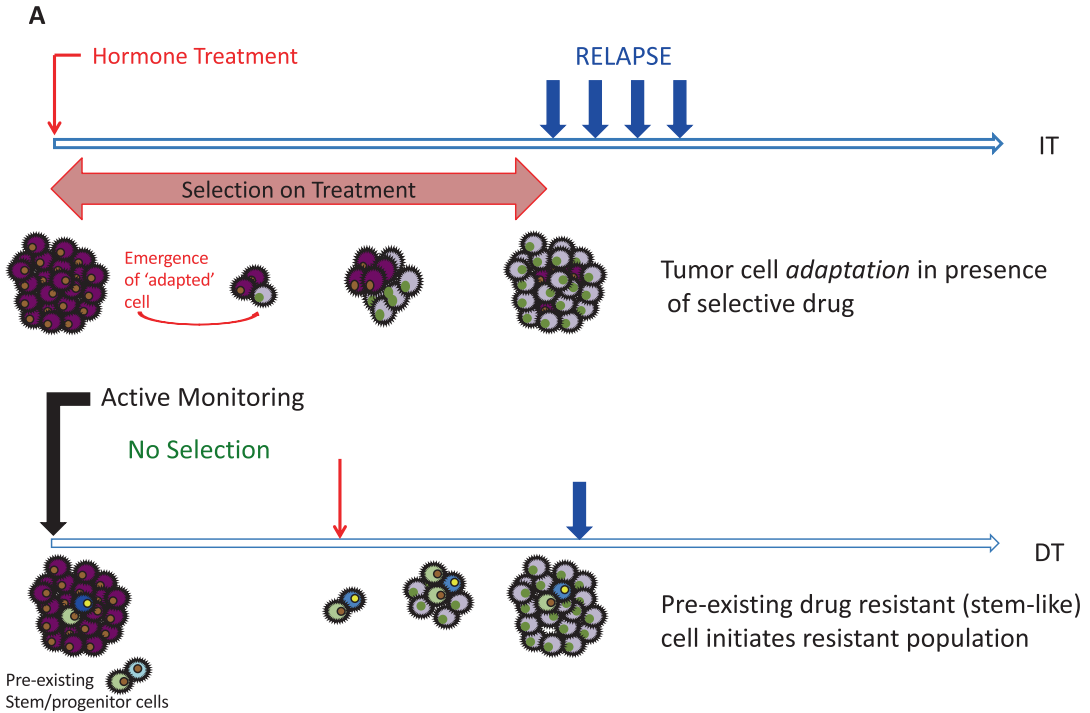 A
Hormone Treatment
RELAPSE
IT
Selection on Treatment
Emergence
of ‘adapted’
cell
Tumor cell adaptation in presence
of selective drug
Active Monitoring
No Selection
DT
Pre-existing drug resistant (stem-like)
cell initiates resistant population
Pre-existing
Stem/progenitor cells